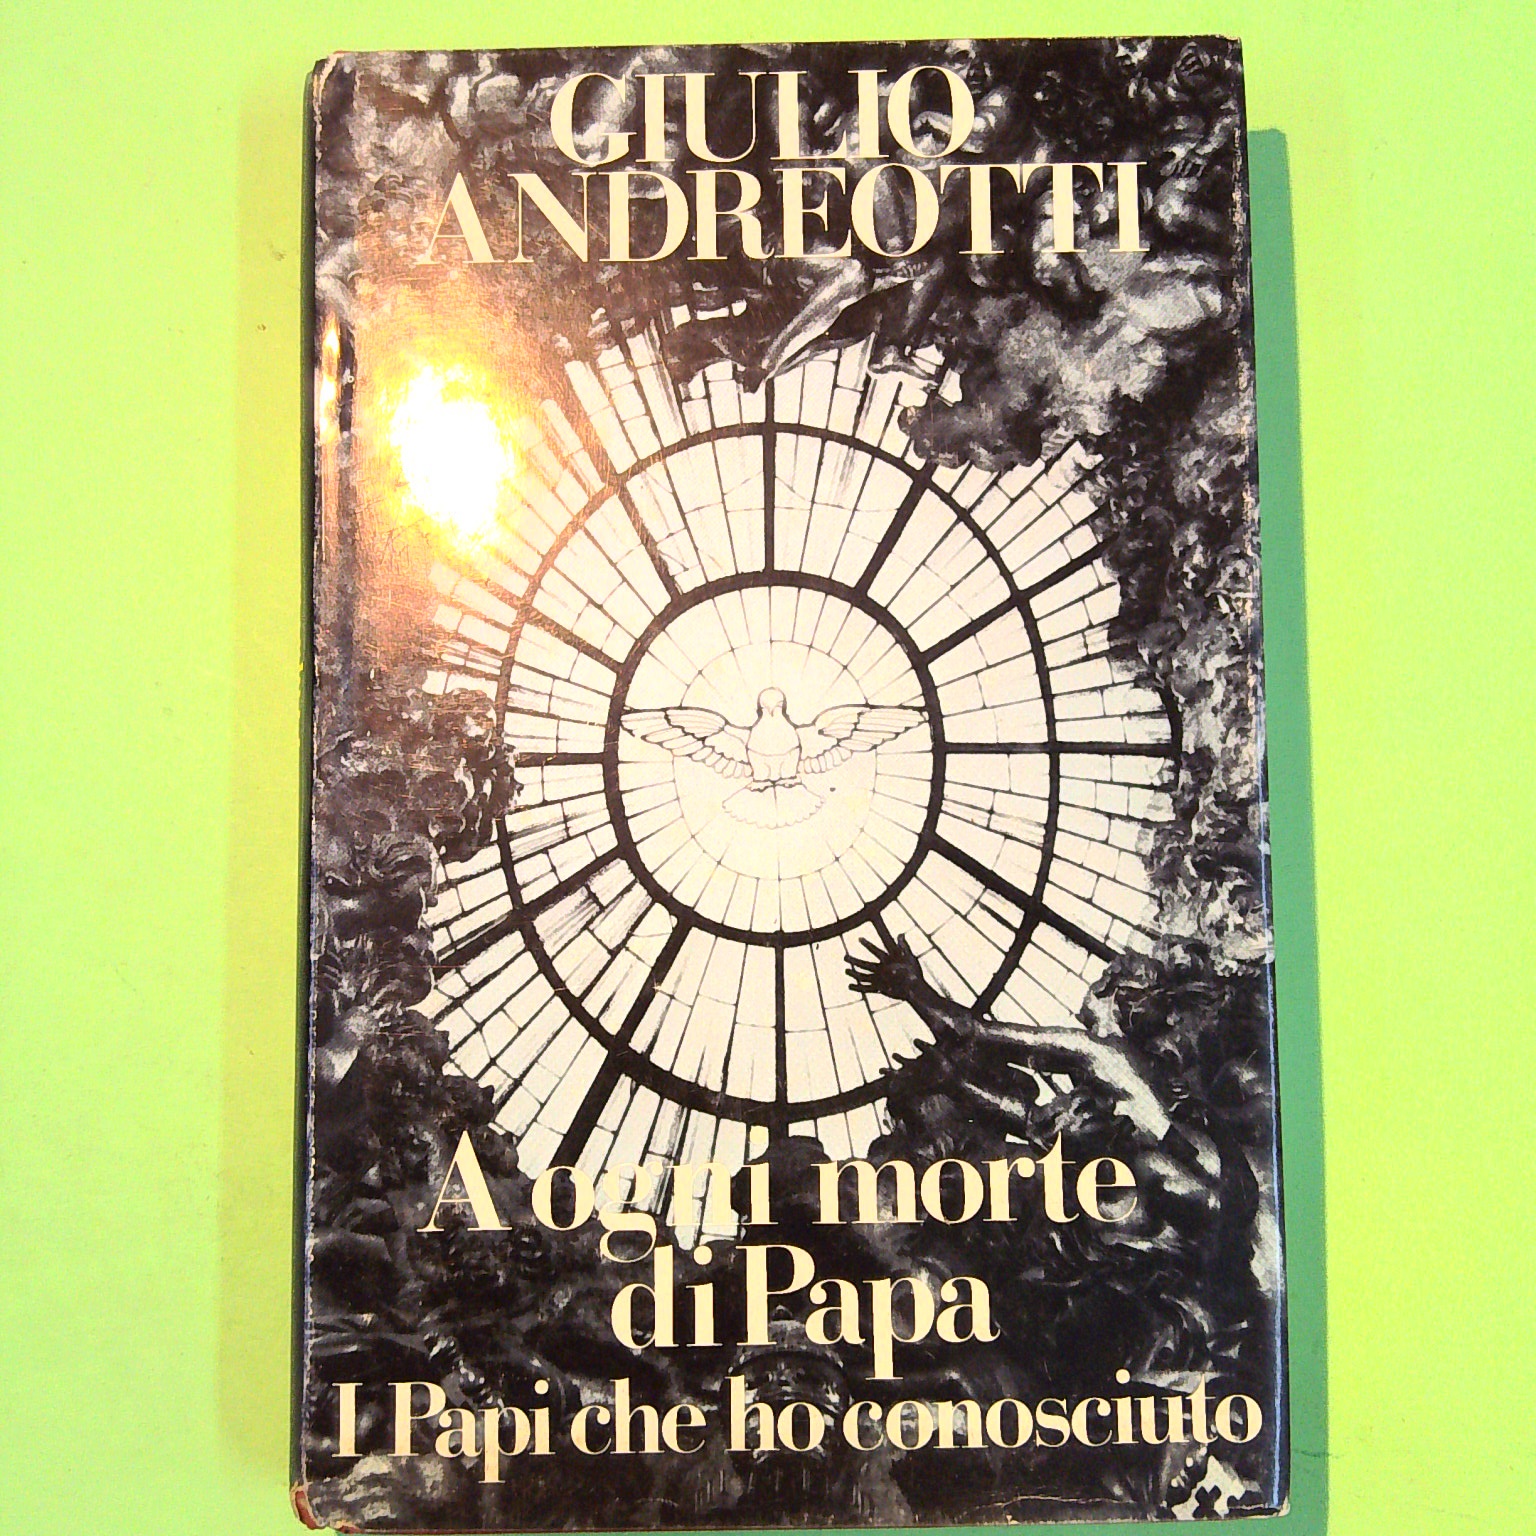 GIULIO
ANDREOTTI
A ogni morte
di Papa
I Papi che ho conosciuto